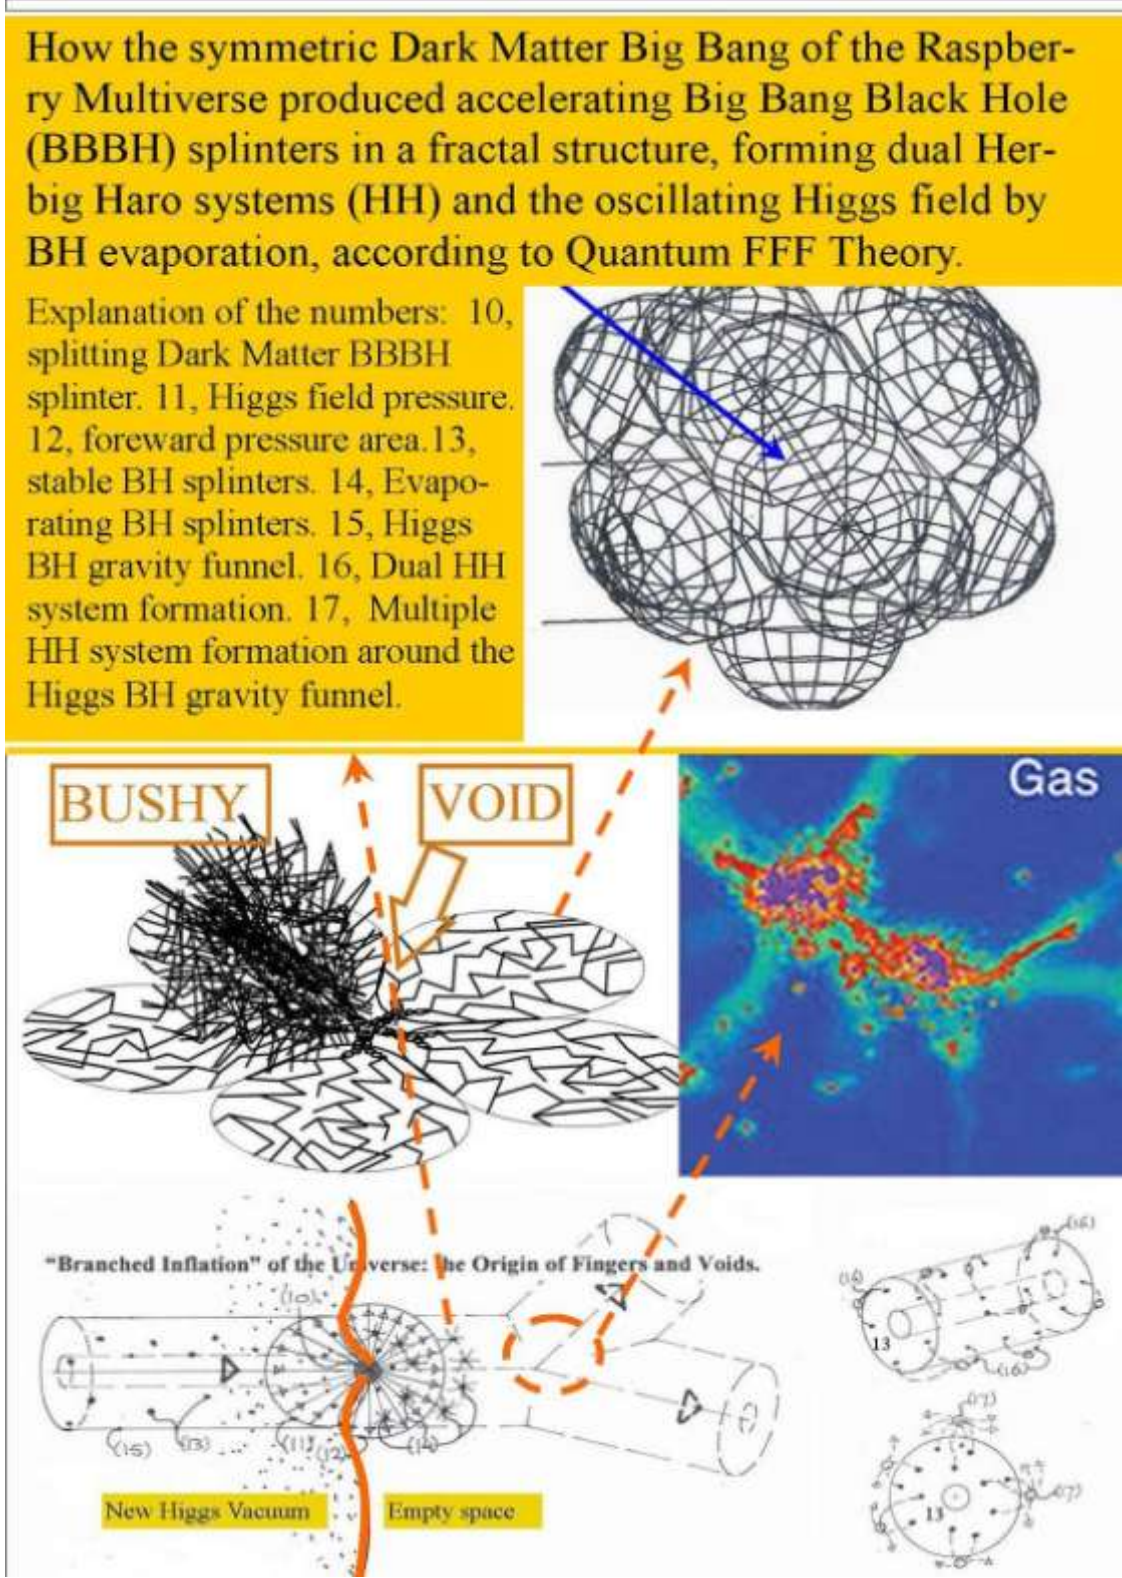 How the symmetric Dark Matter Big Bang of the Raspber-
ry Multiverse produced accelerating Big Bang Black Hole
(BBBH) splinters in a fractal structure, forming dual Her-
big Haro systems (HH) and the oscillating Higgs field by
BH evaporation, according to Quantum FFF Theory.
Explanation of the numbers: 10,
splitting Dark Matter BBBH
splinter. 11, Higgs field pressure.
12, foreward pressure area.13,
stable BH splinters. 14, Evapo-
rating BH splinters. 15, Higgs
BH gravity funnel. 16, Dual HH
system formation. 17, Multiple
HH system formation around the
Higgs BH gravity funnel.
BUSHY
VOID
Gas
"Branched Inflation" of the Universe: the Origin of Fingers and Voids.
(10)
(15)
(13)
(11)
(12)
(14)
New Higgs Vacuum
Empty space
(16)
(16)
13
(16)
(17)
(17)
13